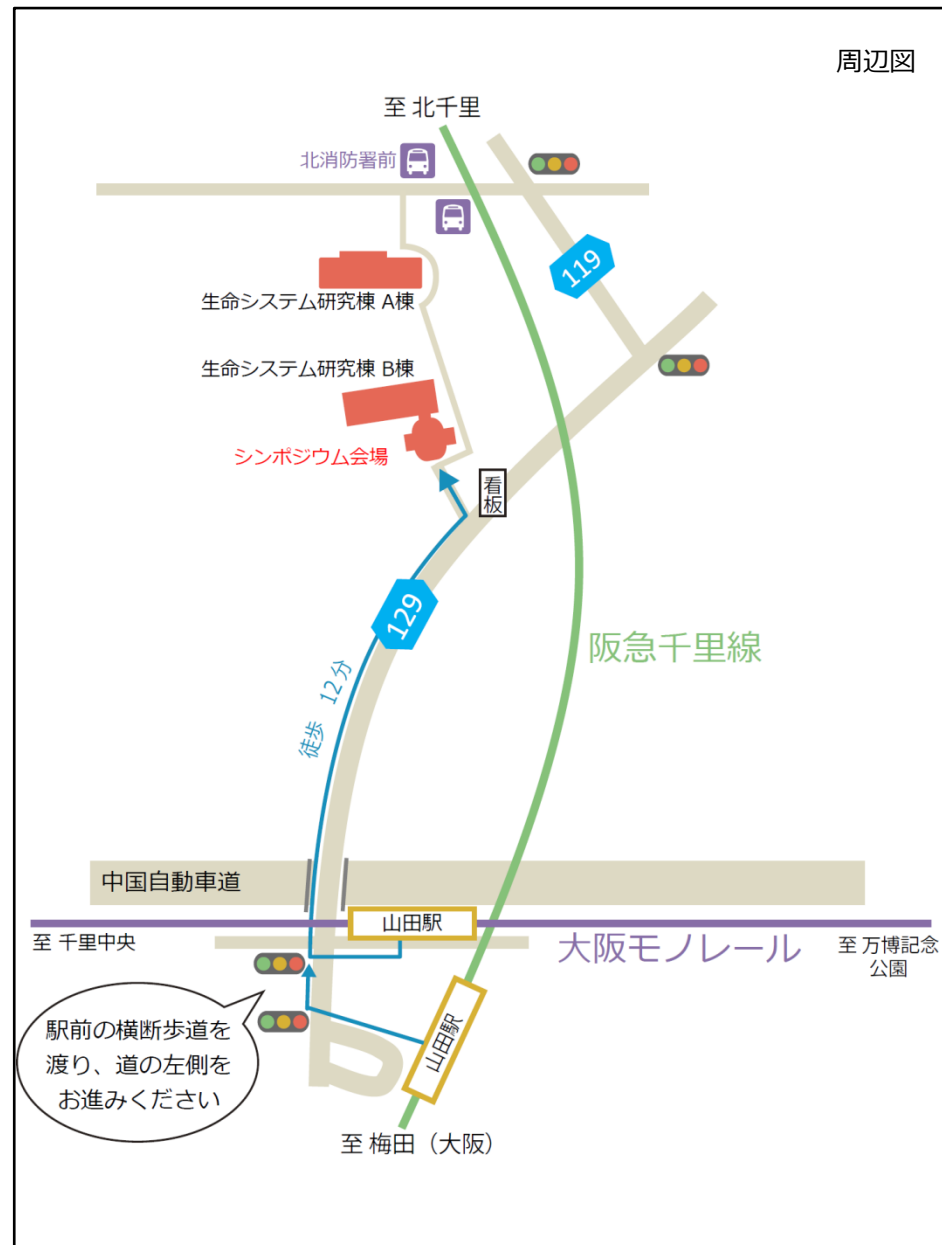 周辺図
至 北千里
北消防署前
119
生命システム研究棟 A棟
生命システム研究棟 B棟
シンポジウム会場
看板
129
阪急千里線
徒歩 12分
中国自動車道
山田駅
至 千里中央
大阪モノレール
至 万博記念
公園
駅前の横断歩道を
渡り、道の左側を
お進みください
山田駅
至 梅田（大阪）